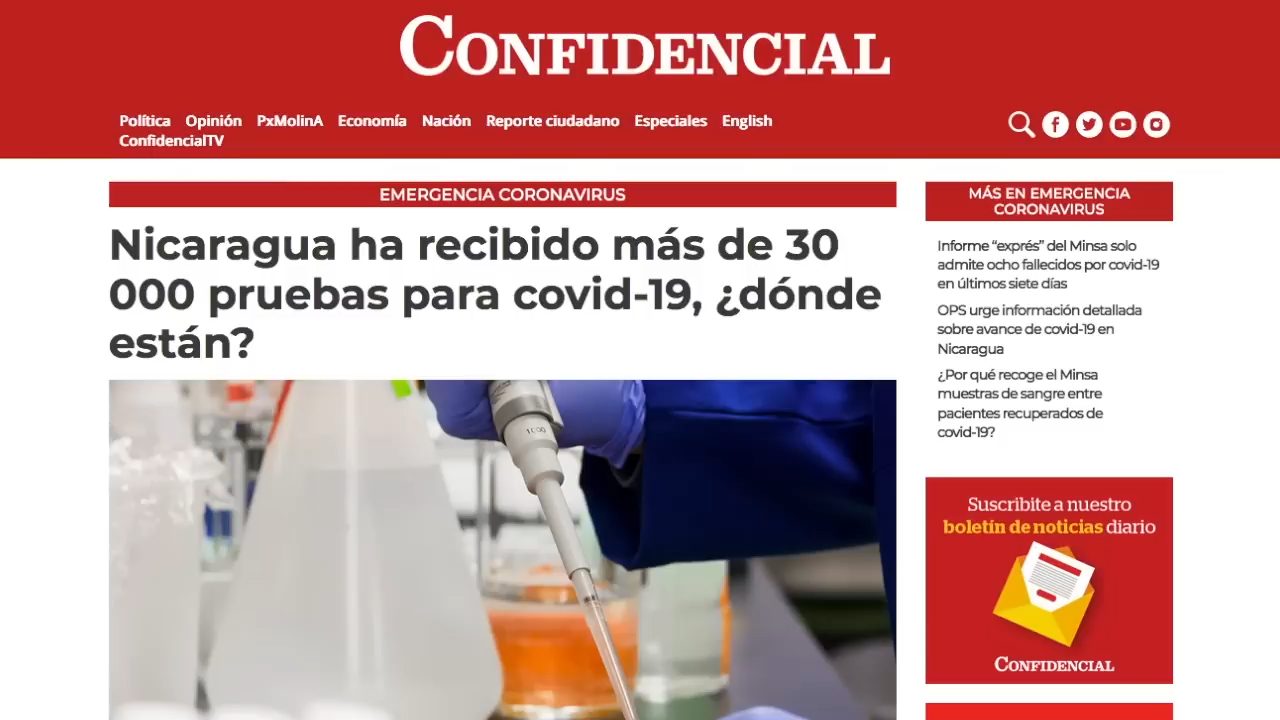 CONFIDENCIAL
Política Opinión PxMolinA Economía Nación Reporte ciudadano Especiales English
ConfidencialTV
EMERGENCIA CORONAVIRUS
Nicaragua ha recibido más de 30
000 pruebas para covid-19, ¿dónde
están?
1000
MÁS EN EMERGENCIA
CORONAVIRUS
Informe “exprés” del Minsa solo
admite ocho fallecidos por covid-19
en últimos siete días
OPS urge información detallada
sobre avance de covid-19 en
Nicaragua
¿Por qué recoge el Minsa
muestras de sangre entre
pacientes recuperados de
covid-19?
Suscribite a nuestro
boletín de noticias diario
CONFIDENCIAL